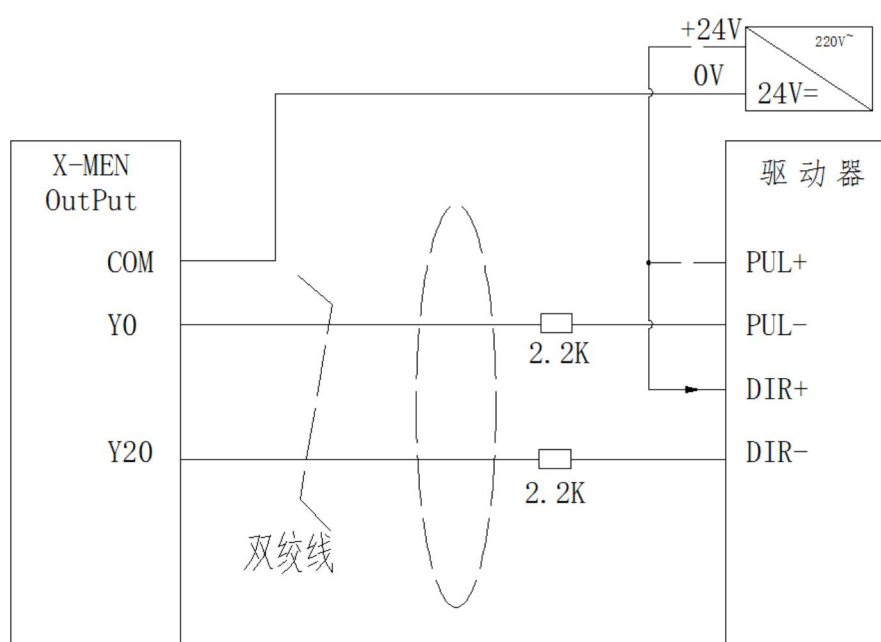 +24V
220V~
0V
24V=
X-MEN
OutPut
驱动器
COM
PUL+
Y0
PUL-
2.2K
DIR+
Y20
DIR-
2.2K
双绞线